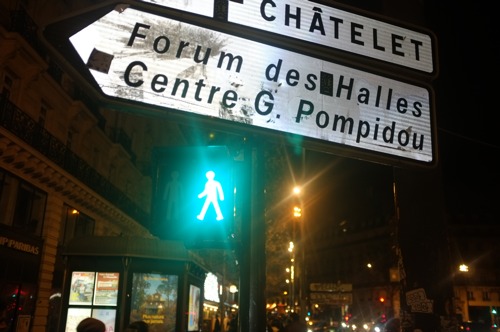 CHÂTELET
Forum des Halles
Centre G. Pompidou